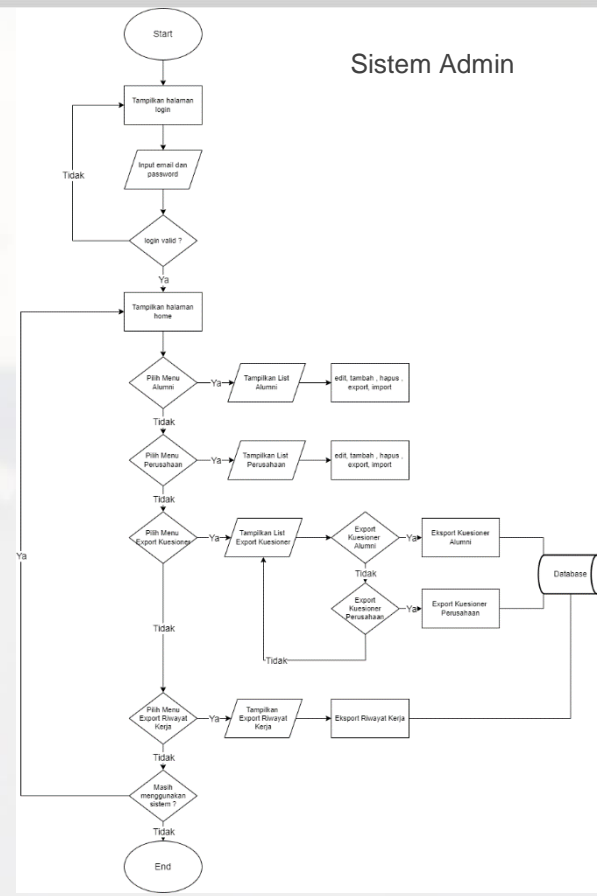 Start
Sistem Admin
Tampilkan halaman
login
Input email dan
password
Tidak
login valid ?
Ya
Tampilkan halaman
home
Pilih Menu
Alumni
Ya
Tampilkan List
Alumni
edit, tambah , hapus ,
export, import
Tidak
Pilih Menu
Perusahaan
Ya
Tampilkan List
Perusahaan
edit, tambah , hapus ,
export, import
Tidak
Pilih Menu
Export Kuesioner
Ya
Tampilkan List
Export Kuesioner
Export
Kuesioner
Alumni
Ya
Eksport Kuesioner
Alumni
Ya
Tidak
Database
Export
Kuesioner
Perusahaan
Ya
Export Kuesioner
Perusahaan
Tidak
Tidak
Pilih Menu
Export Riwayat
Kerja
Ya
Tampilkan
Export Riwayat
Kerja
Eksport Riwayat Kerja
Tidak
Masih
menggunakan
sistem ?
Tidak
End